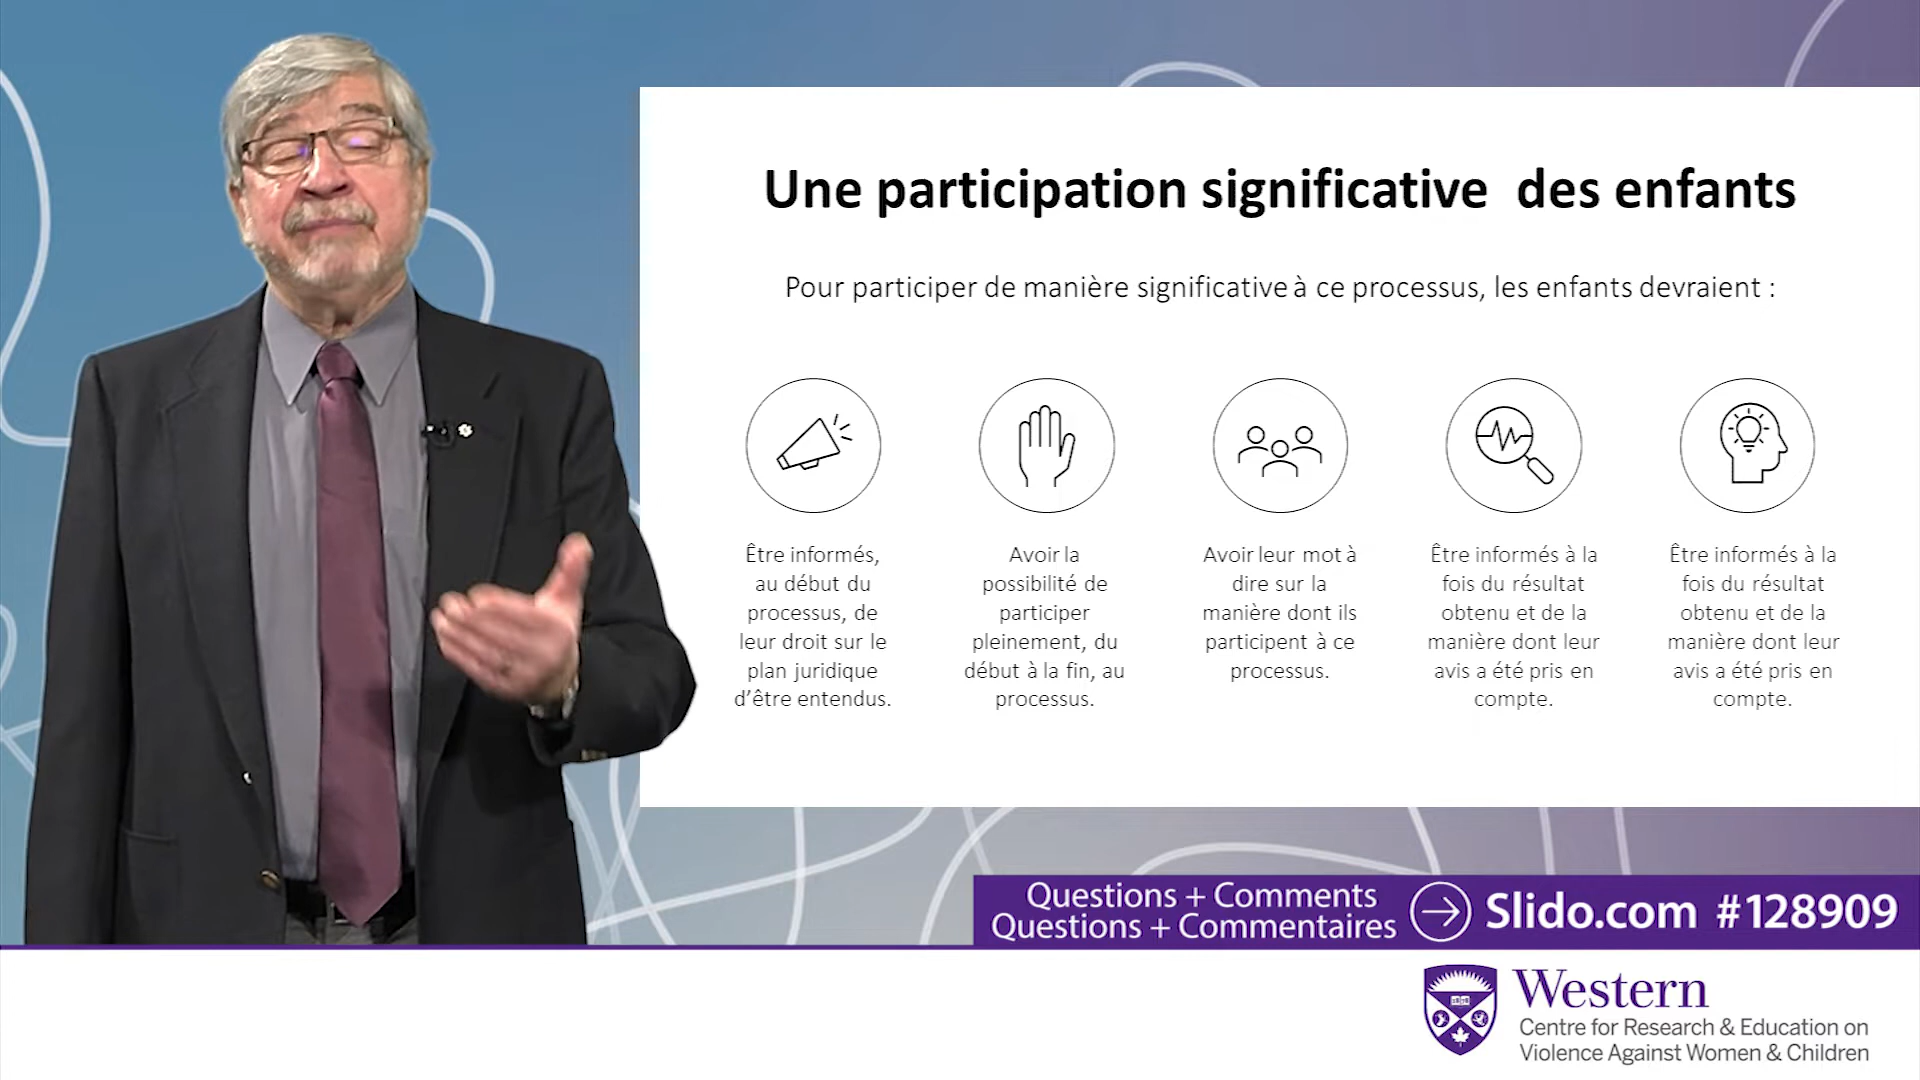 Une participation significative des enfants
Pour participer de manière significative à ce processus, les enfants devraient :
Être informés,
au début du
processus, de
leur droit sur le
plan juridique
d’être entendus.
Avoir la
possibilité de
participer
pleinement, du
début à la fin, au
processus.
Avoir leur mot à
dire sur la
manière dont ils
participent à ce
processus.
Être informés à la
fois du résultat
obtenu et de la
manière dont leur
avis a été pris en
compte.
Être informés à la
fois du résultat
obtenu et de la
manière dont leur
avis a été pris en
compte.
Questions + Comments
Questions + Commentaires
Slido.com #128909
Western
Centre for Research & Education on
Violence Against Women & Children